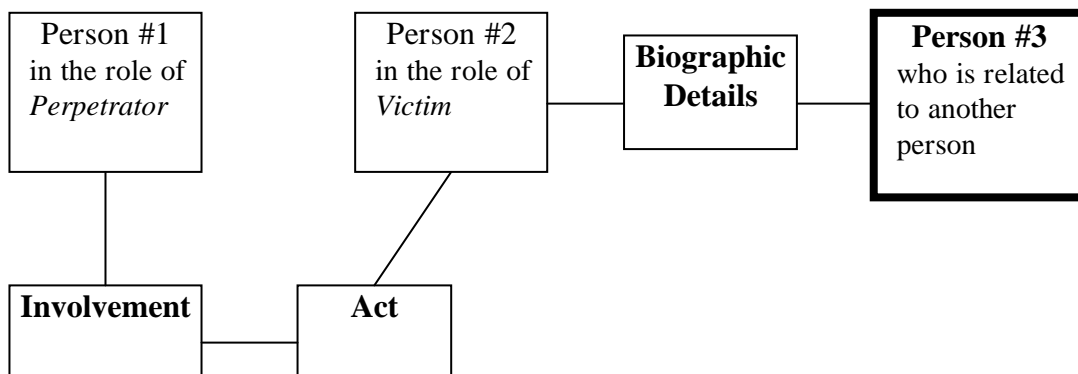 Person #1
in the role of
Perpetrator
Person #2
in the role of
Victim
Biographic
Details
Person #3
who is related
to another
person
Involvement
Act